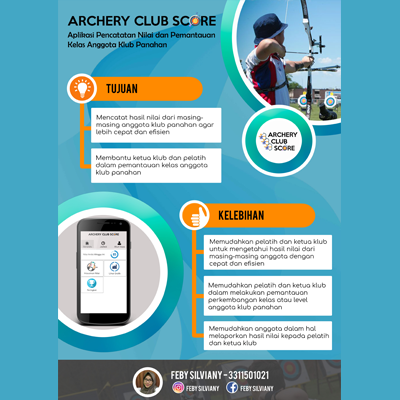 ARCHERY CLUB SCORE
Aplikasi Pencatatan Nilai dan Pemantauan
Kelas Anggota Klub Panahan
TUJUAN
Mencatat hasil nilai dari masing-
masing anggota klub panahan agar
lebih cepat dan efisien
Membantu ketua klub dan pelatih
dalam pemantauan kelas anggota
klub panahan
ARCHERY
CLUB
SCORE
KELEBIHAN
Memudahkan pelatih dan ketua klub
untuk mengetahui hasil nilai dari
masing-masing anggota dengan
cepat dan efisien
Memudahkan pelatih dan ketua klub
dalam melakukan pemantauan
perkembangan kelas atau level
anggota klub panahan
Memudahkan anggota dalam hal
melaporkan hasil nilai kepada pelatih
dan ketua klub
ARCHERY CLUB SCORE
FEBY SILVIANY - 3311501021
FEBY SILVIANY
FEBY SILVIANY